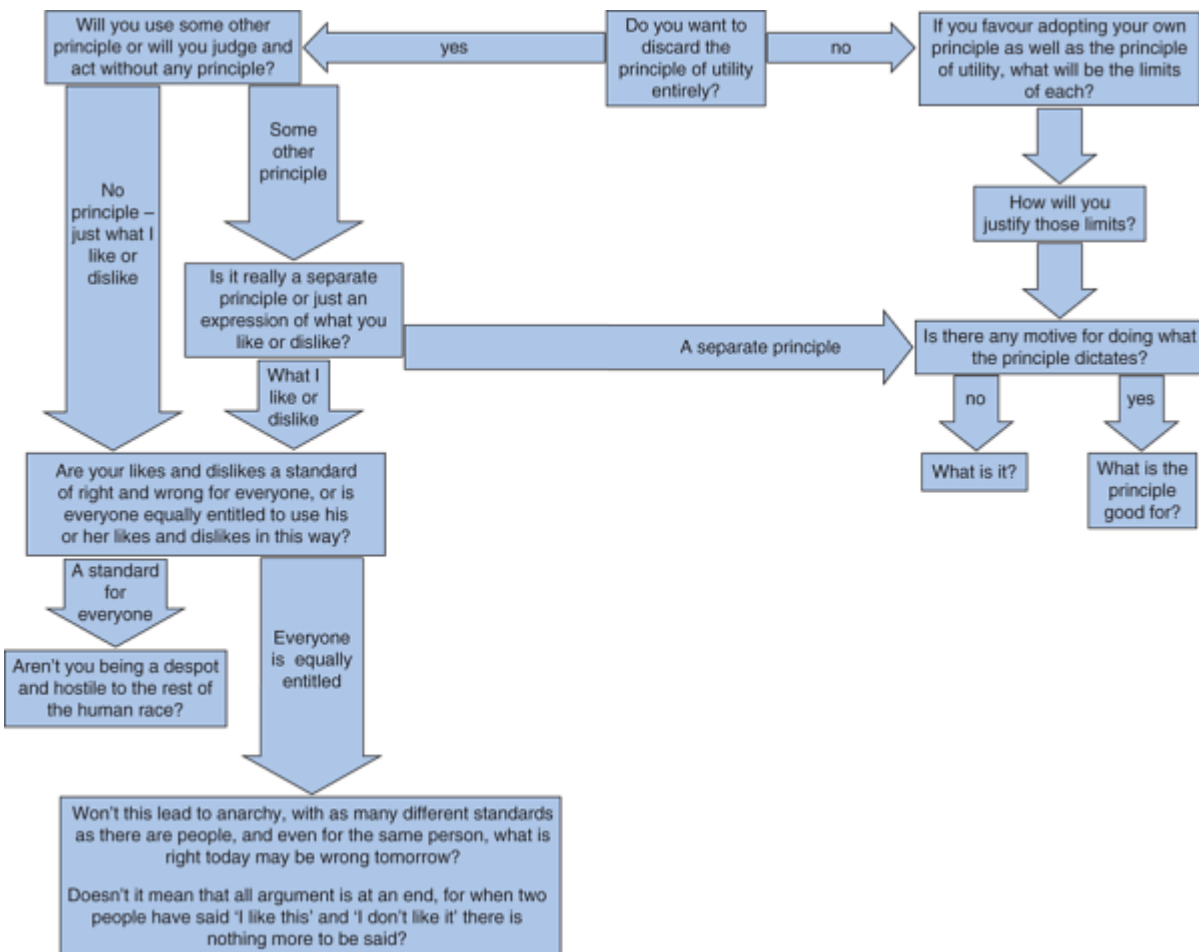 Will you use some other
principle or will you judge and
act without any principle?
yes
Do you want to
discard the
principle of utility
entirely?
no
If you favour adopting your own
principle as well as the principle
of utility, what will be the limits
of each?
Some
other
principle
No
principle –
just what I
like or
dislike
How will you
justify those limits?
Is it really a separate
principle or just an
expression of what you
like or dislike?
A separate principle
Is there any motive for doing what
the principle dictates?
What I
like or
dislike
no
yes
What is it?
What is the
principle
good for?
Are your likes and dislikes a standard
of right and wrong for everyone, or is
everyone equally entitled to use his
or her likes and dislikes in this way?
A standard
for
everyone
Everyone
is equally
entitled
Aren't you being a despot
and hostile to the rest of
the human race?
Won't this lead to anarchy, with as many different standards
as there are people, and even for the same person, what is
right today may be wrong tomorrow?
Doesn't it mean that all argument is at an end, for when two
people have said 'I like this' and 'I don't like it' there is
nothing more to be said?